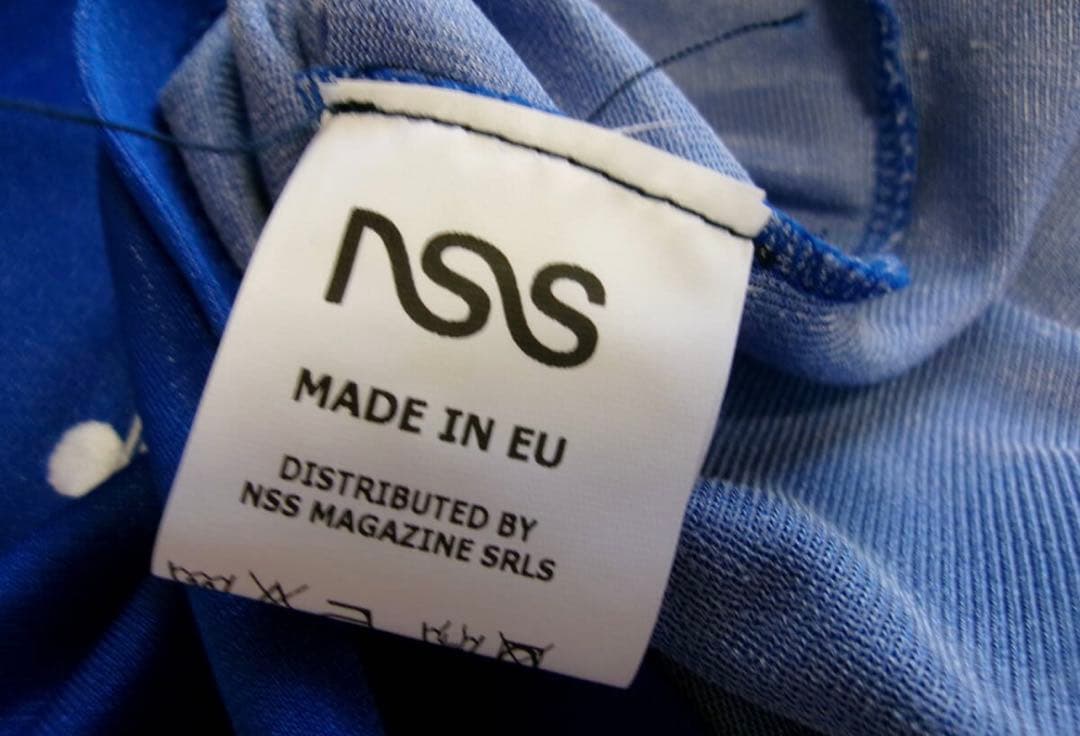 nss
MADE IN EU
DISTRIBUTED BY
NSS MAGAZINE SRLS